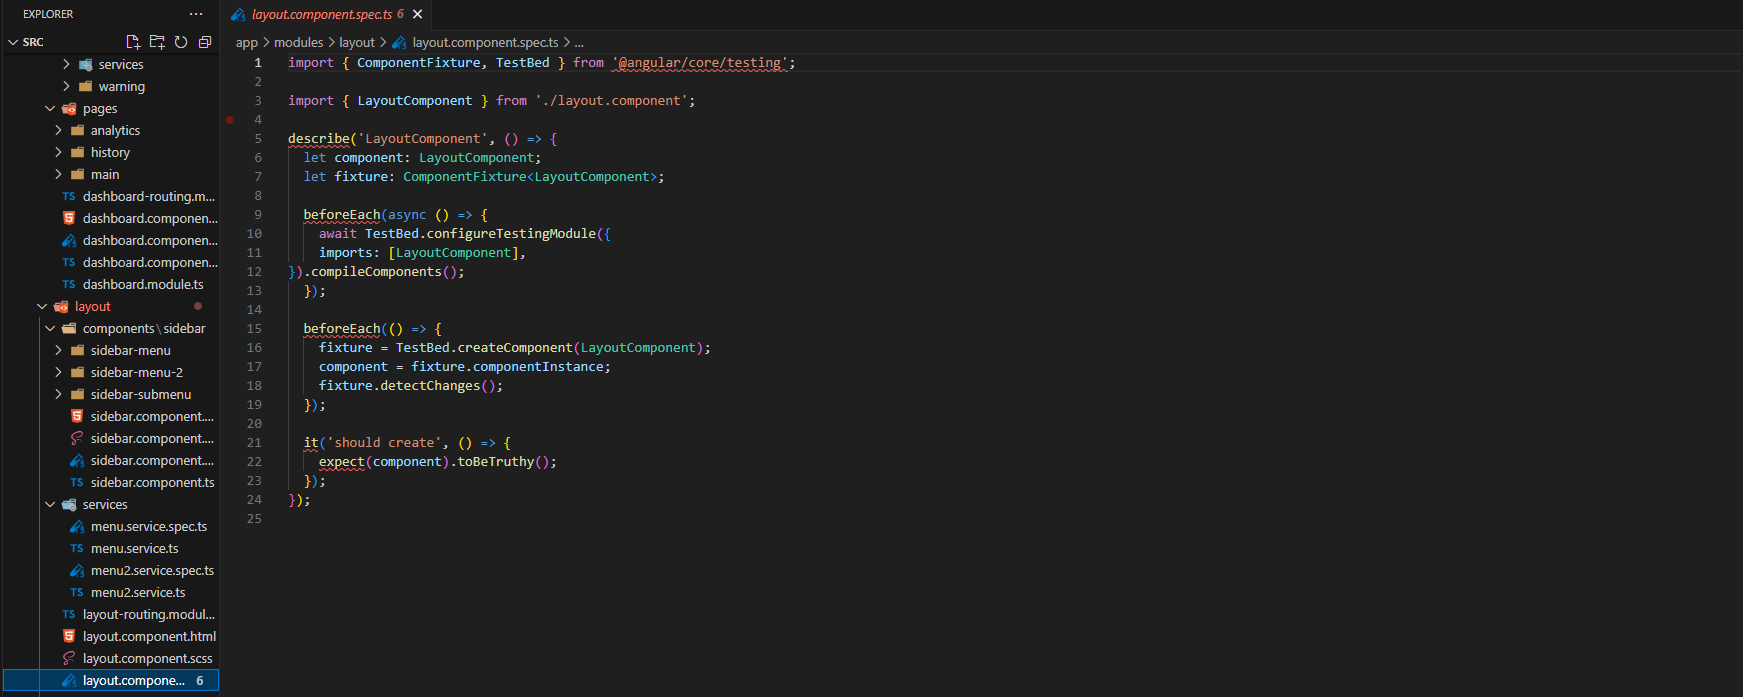 EXPLORER ...
SRC
services
warning
pages
analytics
history
main
TS dashboard-routing.m...
dashboard.componen...
dashboard.componen...
TS dashboard.componen...
TS dashboard.module.ts
layout
components\sidebar
sidebar-menu
sidebar-menu-2
sidebar-submenu
sidebar.component....
sidebar.component....
sidebar.component....
TS sidebar.component.ts
services
menu.service.spec.ts
TS menu.service.ts
menu2.service.spec.ts
TS menu2.service.ts
TS layout-routing.modul...
layout.component.html
layout.component.scss
layout.compone... 6
layout.component.spec.ts 6
app > modules > layout > layout.component.spec.ts > ...
1 import { ComponentFixture, TestBed } from '@angular/core/testing';
2
3 import { LayoutComponent } from './layout.component';
4
5 describe('LayoutComponent', () => {
6   let component: LayoutComponent;
7   let fixture: ComponentFixture<LayoutComponent>;
8
9   beforeEach(async () => {
10     await TestBed.configureTestingModule({
11     imports: [LayoutComponent],
12 }).compileComponents();
13   });
14
15   beforeEach(() => {
16     fixture = TestBed.createComponent(LayoutComponent);
17     component = fixture.componentInstance;
18     fixture.detectChanges();
19   });
20
21   it('should create', () => {
22     expect(component).toBeTruthy();
23   });
24 });
25